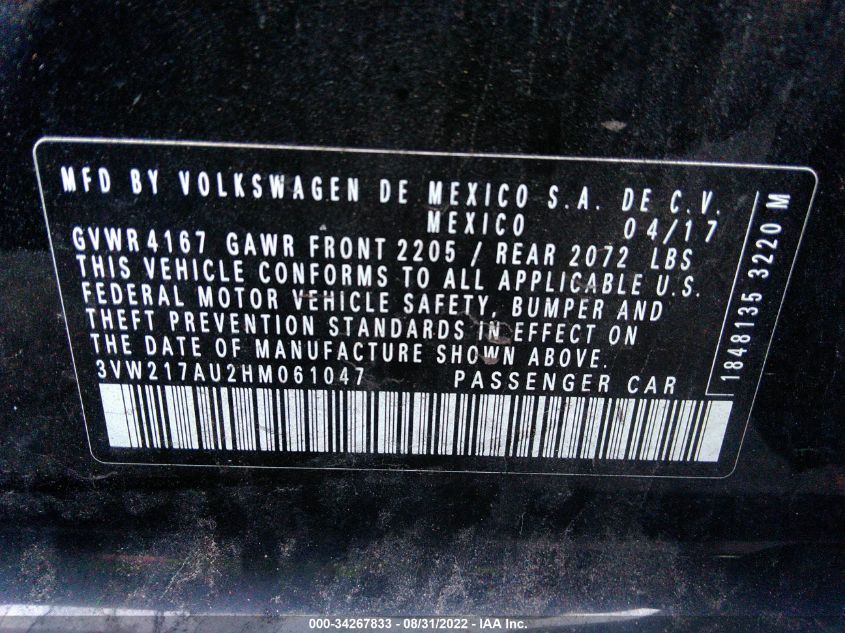 MFD BY VOLKSWAGEN DE MEXICO S.A. DE C.V.
MEXICO 04/17
GVWR 4167 GAWR FRONT 2205 / REAR 2072 LBS
THIS VEHICLE CONFORMS TO ALL APPLICABLE U.S.
FEDERAL MOTOR VEHICLE SAFETY, BUMPER AND
THEFT PREVENTION STANDARDS IN EFFECT ON
THE DATE OF MANUFACTURE SHOWN ABOVE.
3VW217AU2HM061047 PASSENGER CAR
1848135 3220 M
000-34267833 - 08/31/2022 - IAA Inc.